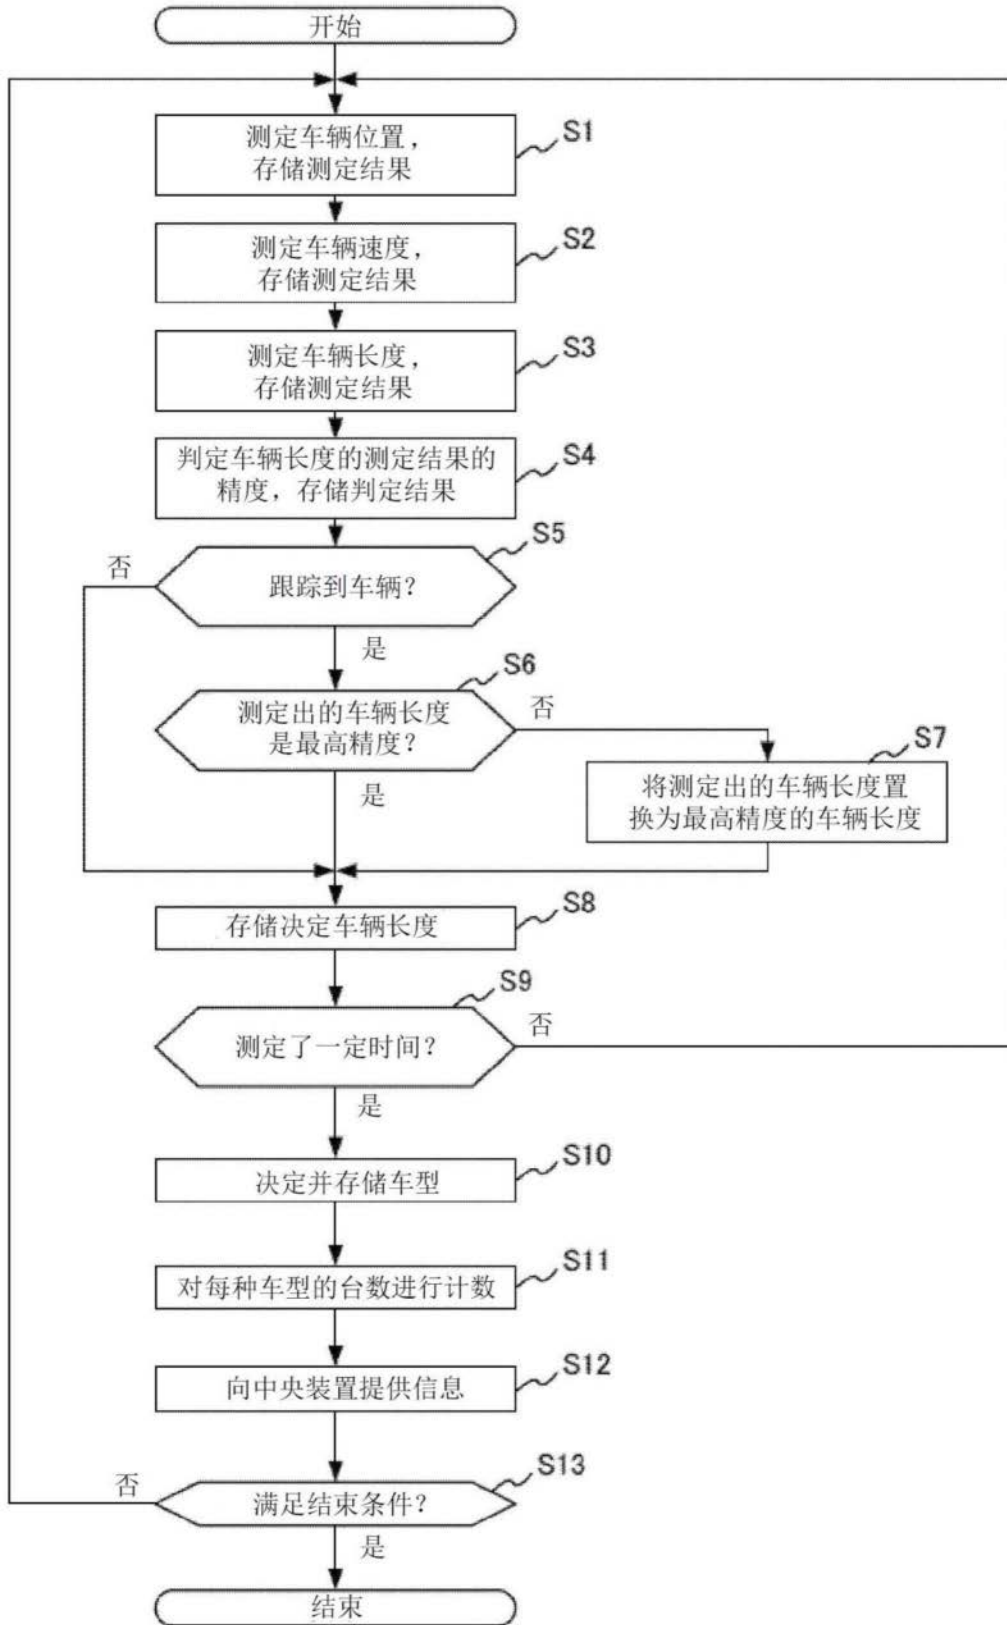 开始
测定车辆位置，
存储测定结果
S1
测定车辆速度，
存储测定结果
S2
测定车辆长度，
存储测定结果
S3
判定车辆长度的测定结果的
精度，存储判定结果
S4
跟踪到车辆？
S5
否
是
测定出的车辆长度
是最高精度？
S6
否
是
将测定出的车辆长度置
换为最高精度的车辆长度
S7
存储决定车辆长度
S8
测定了一定时间？
S9
否
是
决定并存储车型
S10
对每种车型的台数进行计数
S11
向中央装置提供信息
S12
满足结束条件？
S13
否
是
结束